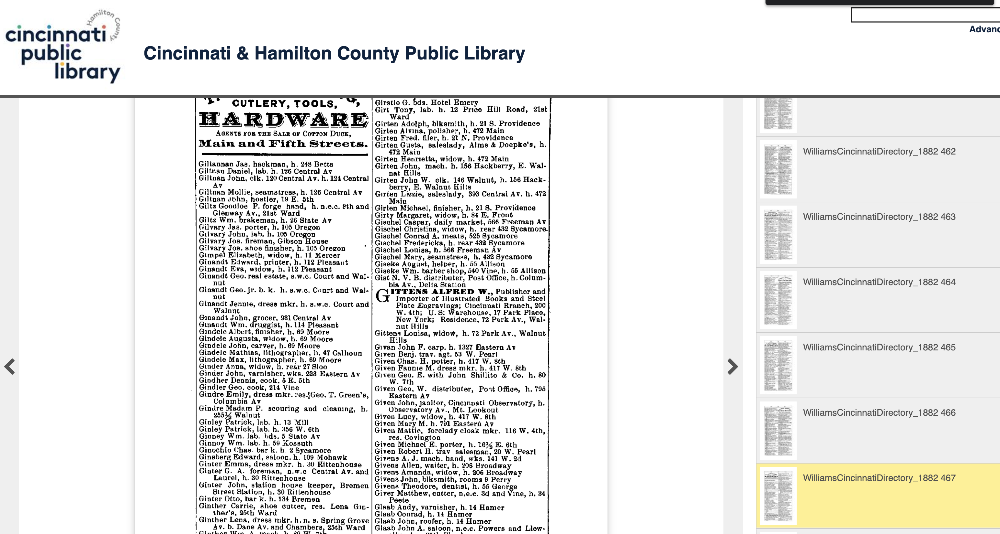 Hamilton County
cincinnati
public
library
Cincinnati & Hamilton County Public Library
Advanc
CUTLERY, TOOLS,
HARDWARE
AGENTS FOR THE SALE OF COTTON DUCK,
Main and Fifth Streets.
Giltannan Jas. hackman, h. 248 Betts
Giltnan Daniel, lab. h. 126 Central Av
Giltnan John, clk. 120 Central Av. h. 124 Central
Av
Giltnan Mollie, seamstress, h. 126 Central Av
Giltnan John, hostler, 19 E. 5th
Giltz Goodloe P. forge hand, h. n.e.c. 8th and
Glenway Av., 21st Ward
Giltz Wm. brakeman, h. 26 State Av
Gilvary Jas. porter, h. 105 Oregon
Gilvary John, lab. h. 105 Oregon
Gilvary Jos. fireman, Gibson House
Gilvary Jos. shoe finisher, h. 105 Oregon
Gimpel Elizabeth, widow, h. 11 Mercer
Ginandt Edward, printer, h. 112 Pleasant
Ginandt Eva, widow, h. 112 Pleasant
Ginandt Geo. real estate, s.w.c. Court and Wal-
nut
Ginandt Geo. jr. b. k. h. s.w.c. Court and Wal-
nut
Ginandt Jennie, dress mkr. h. s.w.c. Court and
Walnut
Ginandt John, grocer, 931 Central Av
Ginandt Wm. druggist, h. 114 Pleasant
Gindele Albert, finisher, h. 69 Moore
Gindele Augusta, widow, h. 69 Moore
Gindele John, carver, h. 69 Moore
Gindele Mathias, lithographer, h. 47 Calhoun
Gindele Max, lithographer, h. 69 Moore
Ginder Anna, widow, h. rear 27 Sloo
Ginder John, varnisher, wks. 223 Eastern Av
Gindher Dennis, cook, 5 E. 5th
Gindler Geo. cook, 214 Vine
Gindre Emily, dress mkr. res. Geo. T. Green's,
Columbia Av
Gindre Madam P. scouring and cleaning, h.
255½ Walnut
Ginley Patrick, lab. h. 13 Mill
Ginley Patrick, lab. h. 356 W. 6th
Ginney Wm. lab. bds. 5 State Av
Ginnoy Wm. lab. h. 59 Kossuth
Ginochio Chas. bar k. h. 2 Sycamore
Ginsberg Edward, saloon. h. 109 Mohawk
Ginter Emma, dress mkr. h. 30 Rittenhouse
Ginter G. A. foreman, n.w.c Central Av. and
Laurel, h. 30 Rittenhouse
Ginter John, station house keeper, Bremen
Street Station, h. 30 Rittenhouse
Ginter Otto, bar k. h. 134 Bremen
Ginther Carrie, shoe cutter, res. Lena Gin-
ther's, 25th Ward
Ginther Lena, dress mkr. h. n. s. Spring Grove
Av. b. Dane Av. and Chambers, 25th Ward
Ginther Wm. A. mach. h. 82 W. 7th
Girstle G. bds. Hotel Emery
Girt Tony, lab. h. 12 Price Hill Road, 21st
Ward
Girten Adolph, blksmith, h. 21 S. Providence
Girten Alvina, polisher, h. 472 Main
Girten Fred. filer, h. 21 N. Providence
Girten Gusta, saleslady, Alms & Doepke's, h.
472 Main
Girten Henrietta, widow, h. 472 Main
Girten John, mach. h. 156 Hackberry, E. Wal-
nat Hills
Girten John W. clk. 146 Walnut, h. 156 Hack-
berry, E. Walnut Hills
Girten Lizzie, saleslady, 393 Central Av. h. 472
Main
Girten Michael, finisher, h. 21 S. Providence
Girty Margaret, widow, h. 84 E. Front
Gischel Caspar, daily market, 566 Freeman Av
Gischel Christina, widow, h. rear 432 Sycamore
Gischel Conrad A. meats, 525 Sycamore
Gischel Fredericka, h. rear 432 Sycamore
Gischel Louisa, h. 566 Freeman Av
Gischel Mary, seamstress, h. 432 Sycamore
Giseke August, helper, h. 55 Allison
Giseke Wm. barber shop, 540 Vine, h. 55 Allison
Gist N. V. B. distributer, Post Office, h. Colum-
bia Av., Delta Station
GITTENS ALFRED W., Publisher and
Importer of Illustrated Books and Steel
Plate Engravings; Cincinnati Rranch, 200
W. 4th; U. S: Warehouse, 17 Park Place,
New York; Residence, 72 Park Av., Wal-
nut Hills
Gittens Louisa, widow, h. 72 Park Av., Walnut
Hills
Givan John F. carp. h. 1327 Eastern Av
Given Benj. trav. agt. 53 W. Pearl
Given Chas. H. potter, h. 417 W. 8th
Given Fannie M. dress mkr. h. 417 W. 8th
Given Geo. E. with John Shillito & Co. h. 80
W. 7th
Given Geo. W. distributer, Post Office, h. 795
Eastern Av
Given John, janitor, Cincinnati Observatory, h.
Observatory Av., Mt. Lookout
Given Lucy, widow, h. 417 W. 8th
Given Mary M. h. 791 Eastern Av
Given Mattie, forelady cloak mkr. 116 W. 4th,
res. Covington
Given Michael E. porter, h. 16½ E. 6th
Given Robert H. trav salesman, 20 W. Pearl
Givens A. J. mach. hand, wks. 141 W. 2d
Givens Allen, waiter, h. 206 Broadway
Givens Amanda, widow, h. 206 Broadway
Givens John, blksmith, rooms 9 Perry
Givens Theodore, dentist, h. 55 George
Giver Matthew, cutter, n.e.c. 3d and Vine, h. 34
Peete
Glaab Andy, varnisher, h. 14 Hamer
Glaab Conrad, h. 14 Hamer
Glaab John, roofer, h. 14 Hamer
Glaab John A. saloon, n.e.c. Powers and Llew-
WilliamsCincinnatiDirectory_1882 462
WilliamsCincinnatiDirectory_1882 463
WilliamsCincinnatiDirectory_1882 464
WilliamsCincinnatiDirectory_1882 465
WilliamsCincinnatiDirectory_1882 466
WilliamsCincinnatiDirectory_1882 467